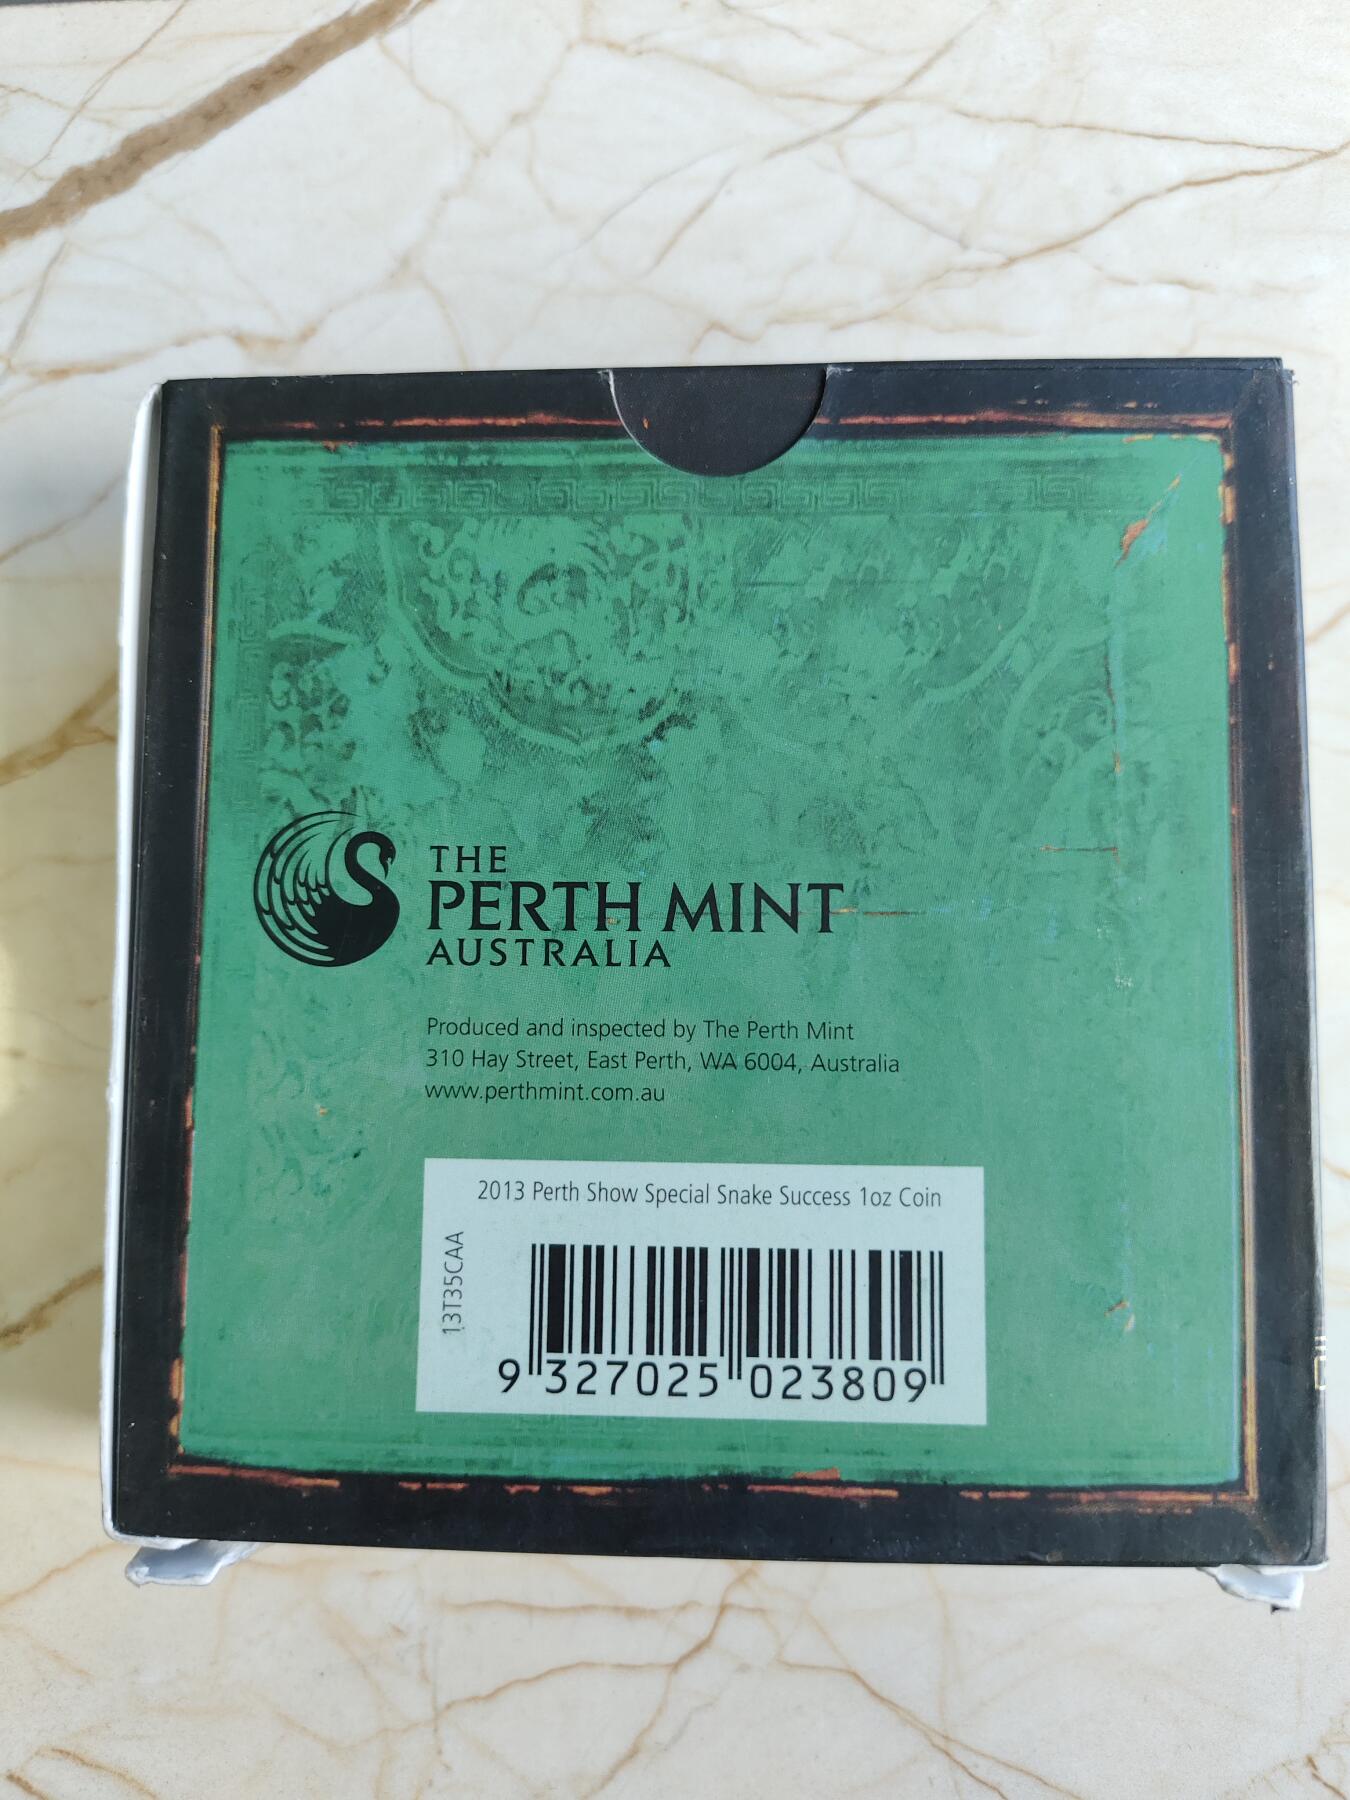 THE
PERTH MINT
AUSTRALIA
Produced and inspected by The Perth Mint
310 Hay Street, East Perth, WA 6004, Australia
www.perthmint.com.au
2013 Perth Show Special Snake Success 1oz Coin
13T35CAA
9 327025 023809